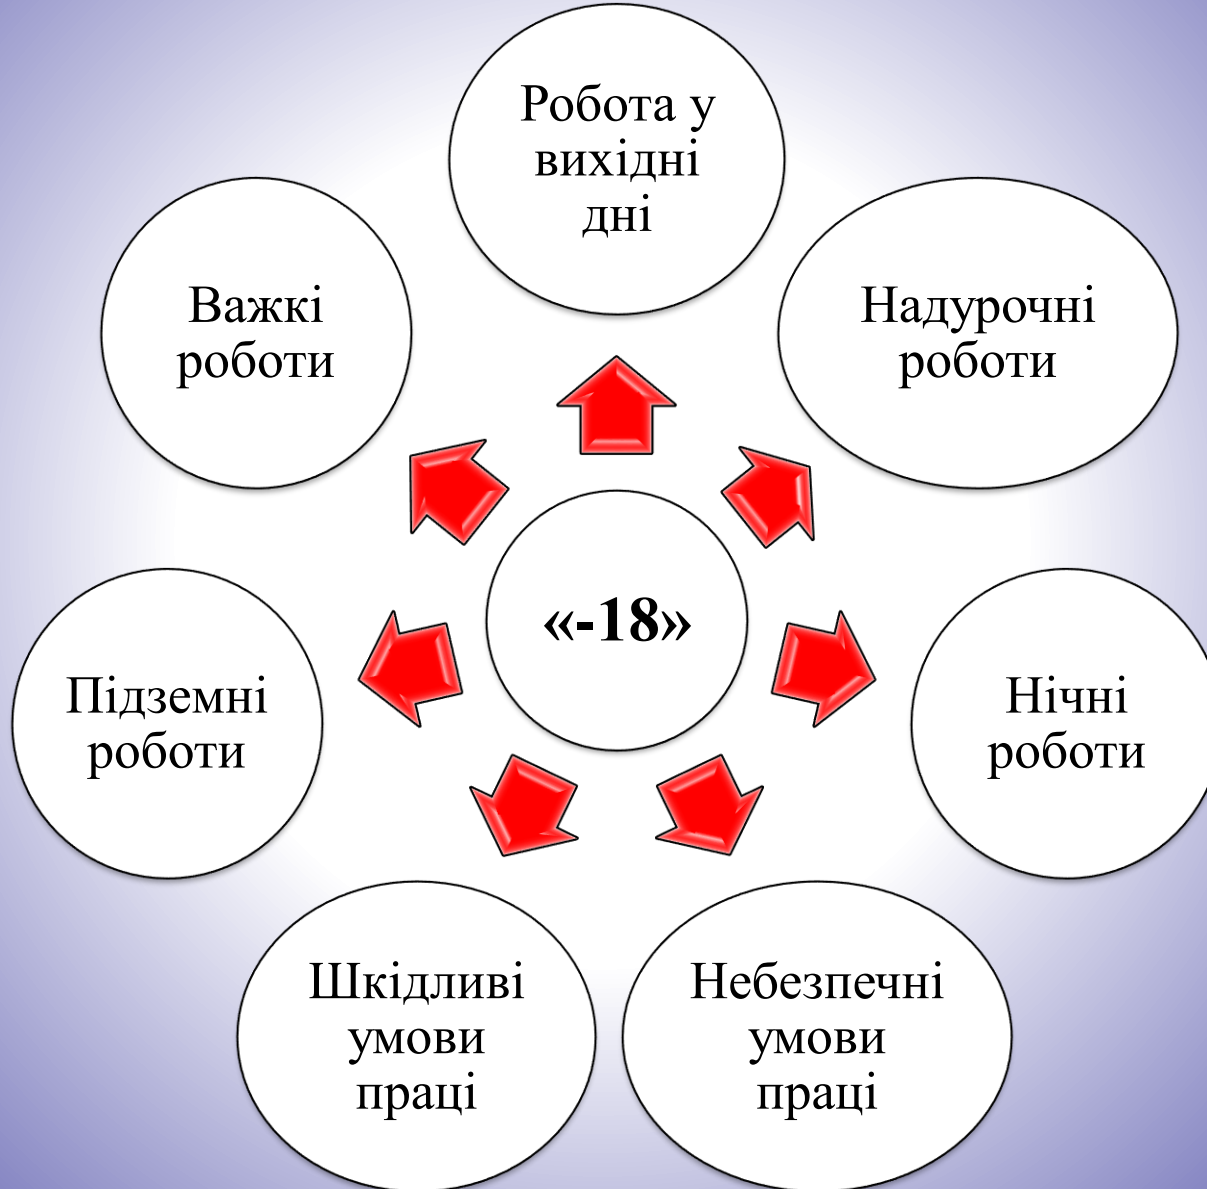 Робота у
вихідні
дні
Надурочні
роботи
Нічні
роботи
Небезпечні
умови
праці
Шкідливі
умови
праці
Підземні
роботи
Важкі
роботи
«-18»